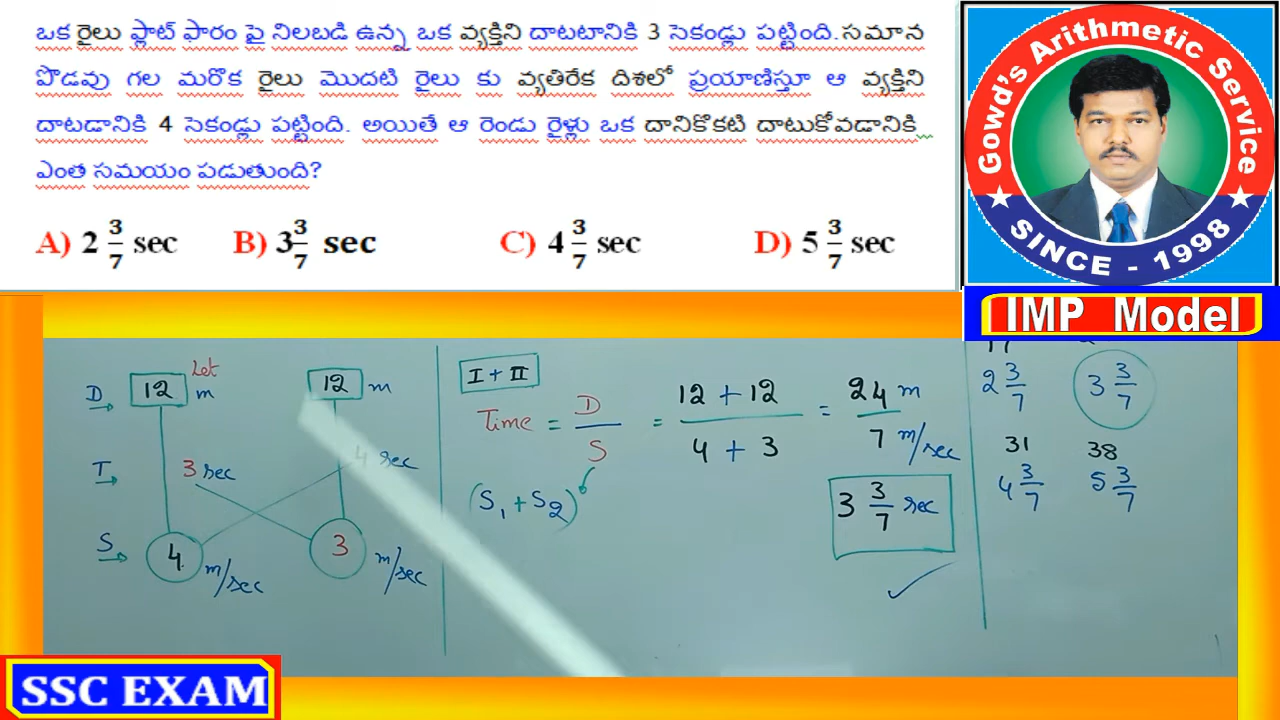 ఒక రైలు ప్లాట్ ఫారం పై నిలబడి ఉన్న ఒక వ్యక్తిని దాటటానికి 3 సెకండ్లు పట్టింది. సమాన
పొడవు గల మరొక రైలు మొదటి రైలు కు వ్యతిరేక దిశలో ప్రయాణిస్తూ ఆ వ్యక్తిని
దాటడానికి 4 సెకండ్లు పట్టింది. అయితే ఆ రెండు రైళ్లు ఒక దానికొకటి దాటుకోవడానికి
ఎంత సమయం పడుతుంది?
A) 2 3/7 sec B) 3 3/7 sec C) 4 3/7 sec D) 5 3/7 sec
Gowd's Arithmetic Service
SINCE - 1998
IMP Model
Let
D 12 m 12 m
T 3 sec 4 sec
S 4 m/sec 3 m/sec
I + II
Time = D/S = 12 + 12 / 4 + 3 = 24 m / 7 m/sec
(S₁ + S₂)
3 3/7 sec
17
2 3/7 3 3/7
31 38
4 3/7 5 3/7
SSC EXAM